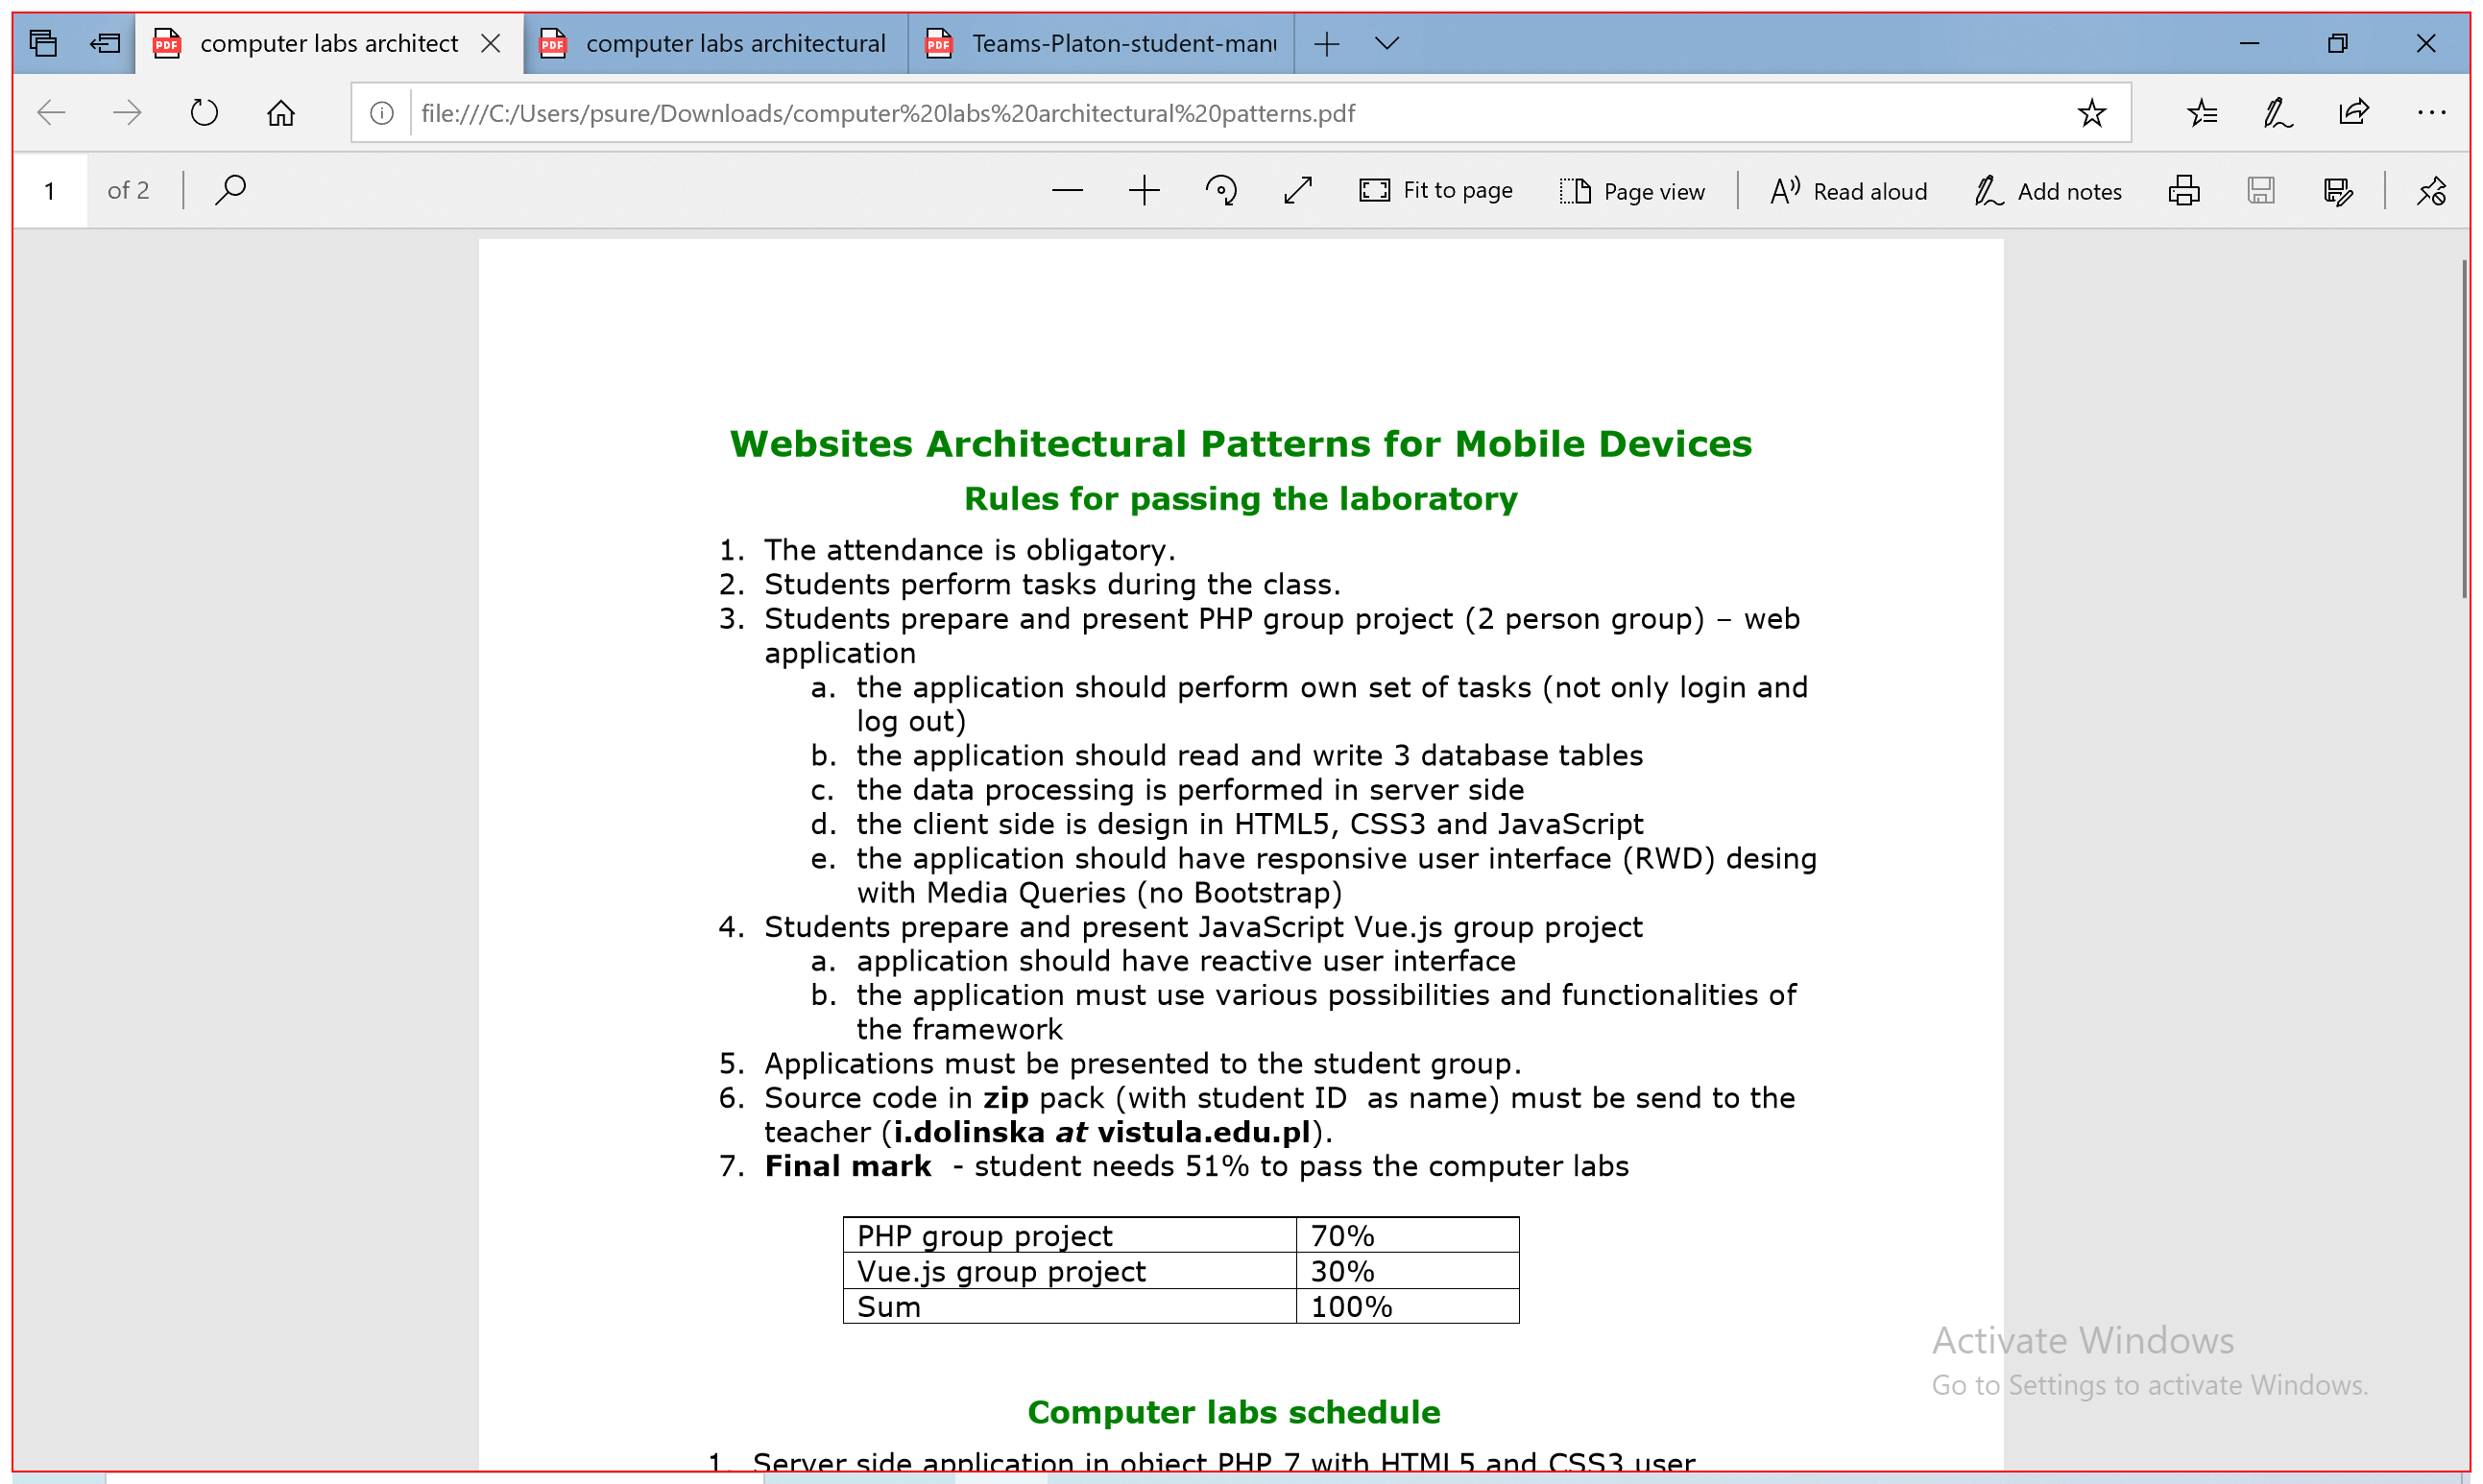 computer labs architect
computer labs architectural
Teams-Platon-student-man
file:///C:/Users/psure/Downloads/computer%20labs%20architectural%20patterns.pdf
1 of 2
Fit to page
Page view
Read aloud
Add notes
Websites Architectural Patterns for Mobile Devices
Rules for passing the laboratory
1. The attendance is obligatory.
2. Students perform tasks during the class.
3. Students prepare and present PHP group project (2 person group) – web
application
a. the application should perform own set of tasks (not only login and
log out)
b. the application should read and write 3 database tables
c. the data processing is performed in server side
d. the client side is design in HTML5, CSS3 and JavaScript
e. the application should have responsive user interface (RWD) desing
with Media Queries (no Bootstrap)
4. Students prepare and present JavaScript Vue.js group project
a. application should have reactive user interface
b. the application must use various possibilities and functionalities of
the framework
5. Applications must be presented to the student group.
6. Source code in zip pack (with student ID as name) must be send to the
teacher (i.dolinska at vistula.edu.pl).
7. Final mark - student needs 51% to pass the computer labs
PHP group project 70%
Vue.js group project 30%
Sum 100%
Activate Windows
Go to Settings to activate Windows.
Computer labs schedule
1. Server side application in object PHP 7 with HTML5 and CSS3 user